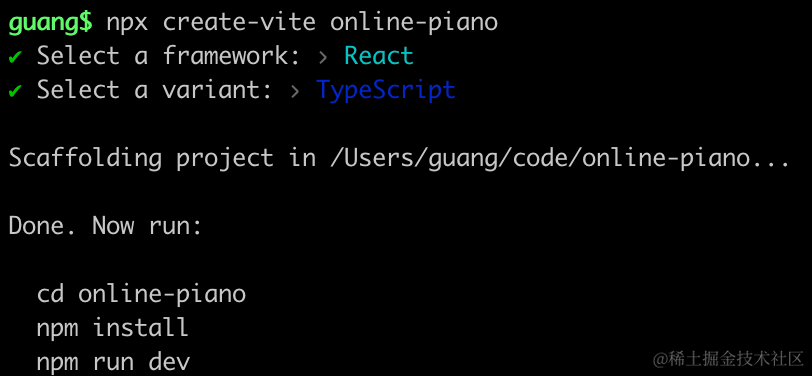 guang$ npx create-vite online-piano
✔ Select a framework: › React
✔ Select a variant: › TypeScript
Scaffolding project in /Users/guang/code/online-piano...
Done. Now run:
cd online-piano
npm install
npm run dev
@稀土掘金技术社区